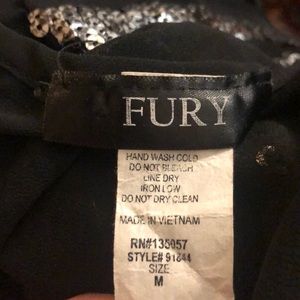 FURY
HAND WASH COLD
DO NOT BLEACH
LINE DRY
IRON LOW
DO NOT DRY CLEAN
MADE IN VIETNAM
RN#135957
STYLE# 91844
SIZE
M